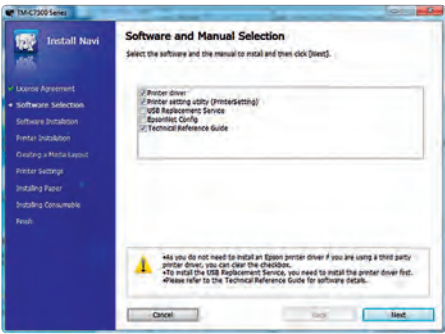 TM-C7500 Series
Install Navi
License Agreement
Software Selection
Software Installation
Printer Installation
Creating a Media Layout
Printer Settings
Installing Paper
Installing Consumable
Finish
Software and Manual Selection
Select the software and the manual to install and then click [Next].
Printer driver
Printer setting utility (PrinterSetting)
USB Replacement Service
EpsonNet Config
Technical Reference Guide
•As you do not need to install an Epson printer driver if you are using a third party
printer driver, you can clear the checkbox.
•To install the USB Replacement Service, you need to install the printer driver first.
•Please refer to the Technical Reference Guide for software details.
Cancel
Back
Next